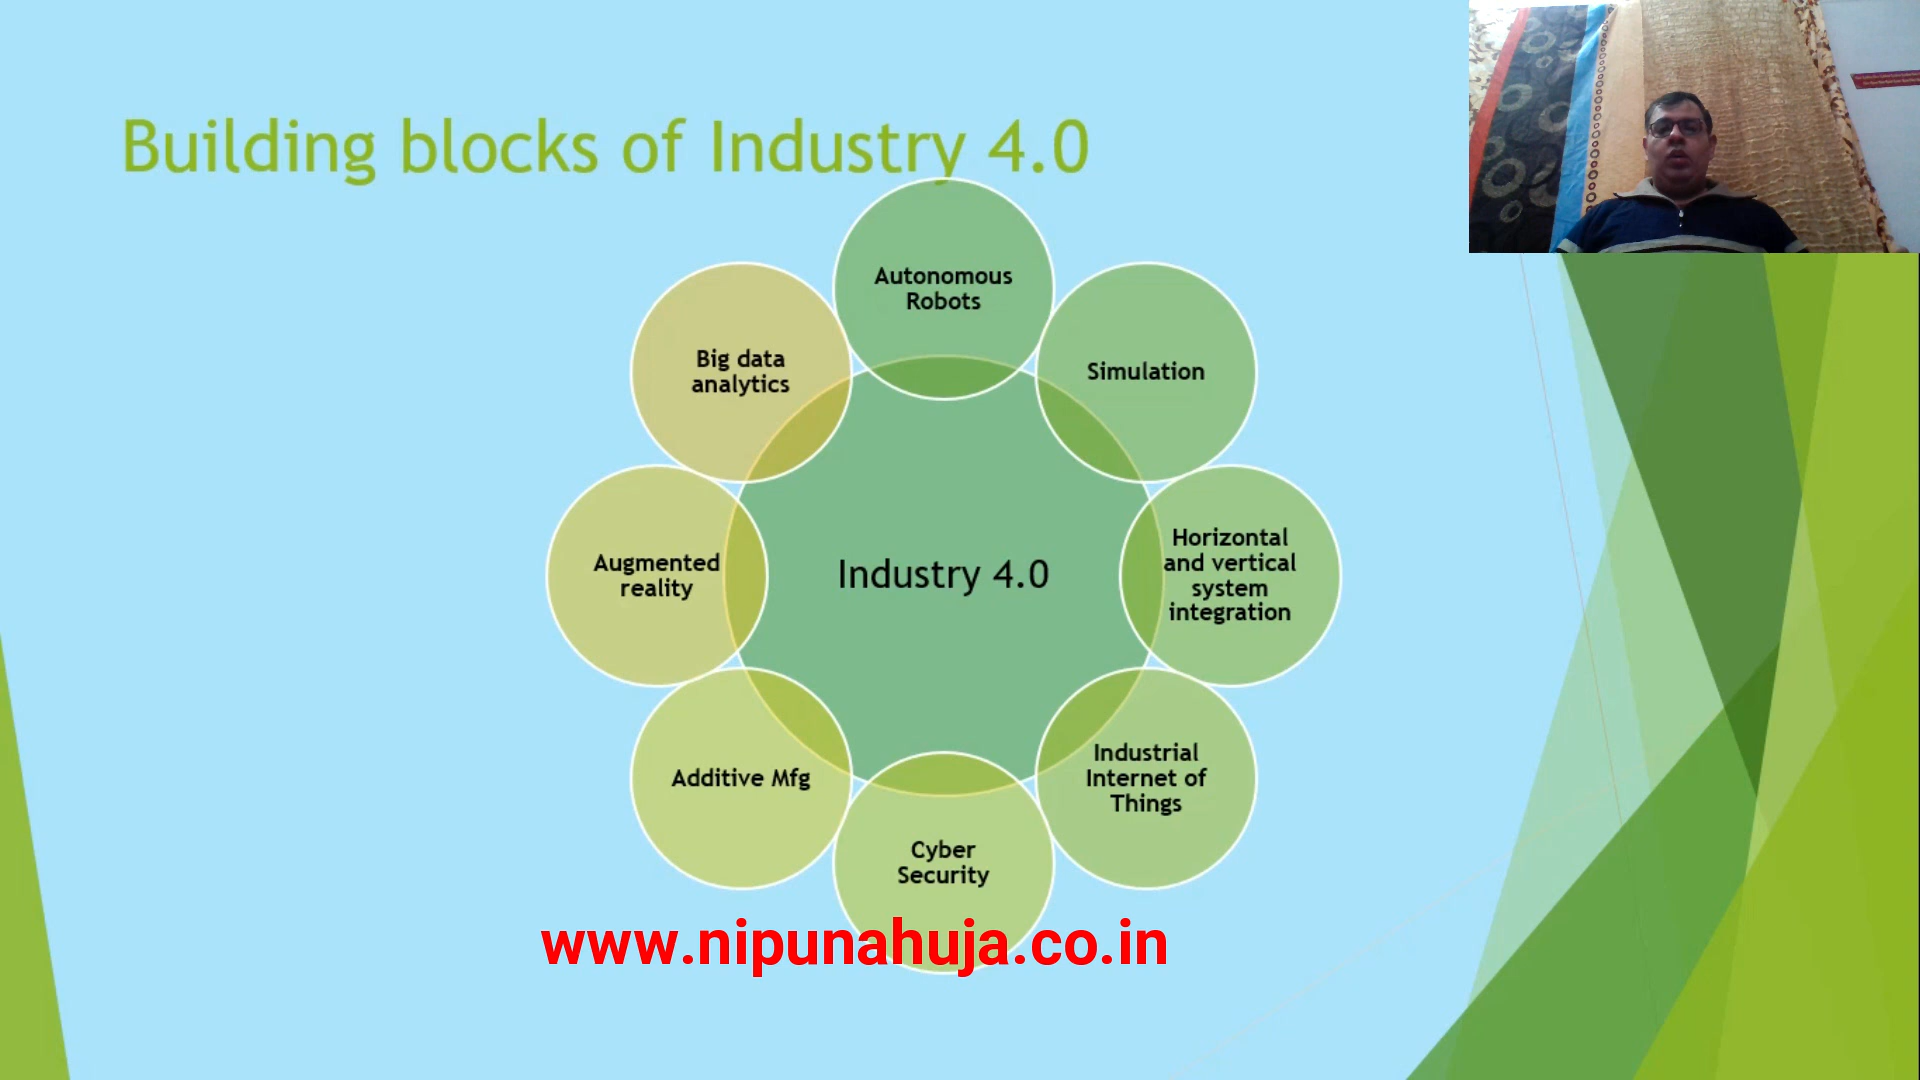 Building blocks of Industry 4.0
Autonomous
Robots
Simulation
Horizontal
and vertical
system
integration
Industrial
Internet of
Things
Cyber
Security
Additive Mfg
Augmented
reality
Big data
analytics
Industry 4.0
www.nipunahuja.co.in